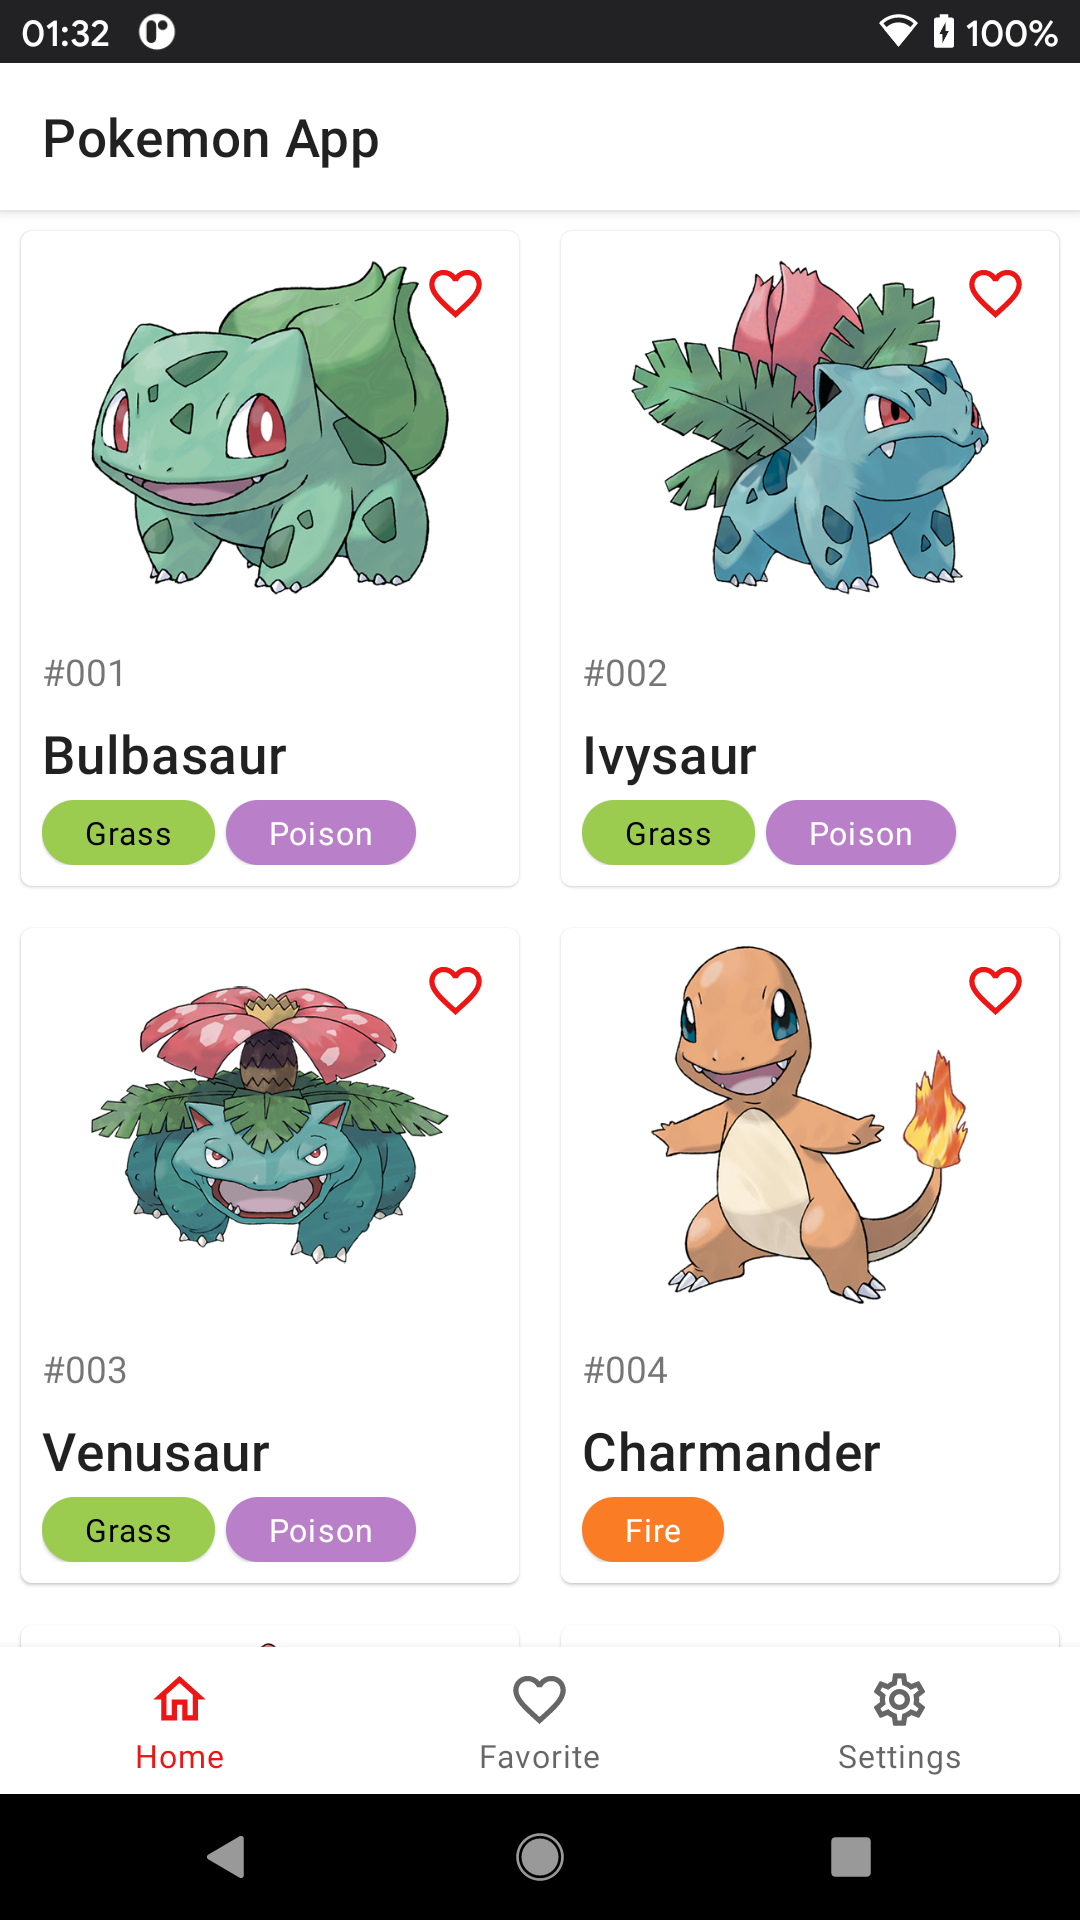 01:32 100%
Pokemon App
#001 #002
Bulbasaur Ivysaur
Grass Poison Grass Poison
#003 #004
Venusaur Charmander
Grass Poison Fire
Home Favorite Settings